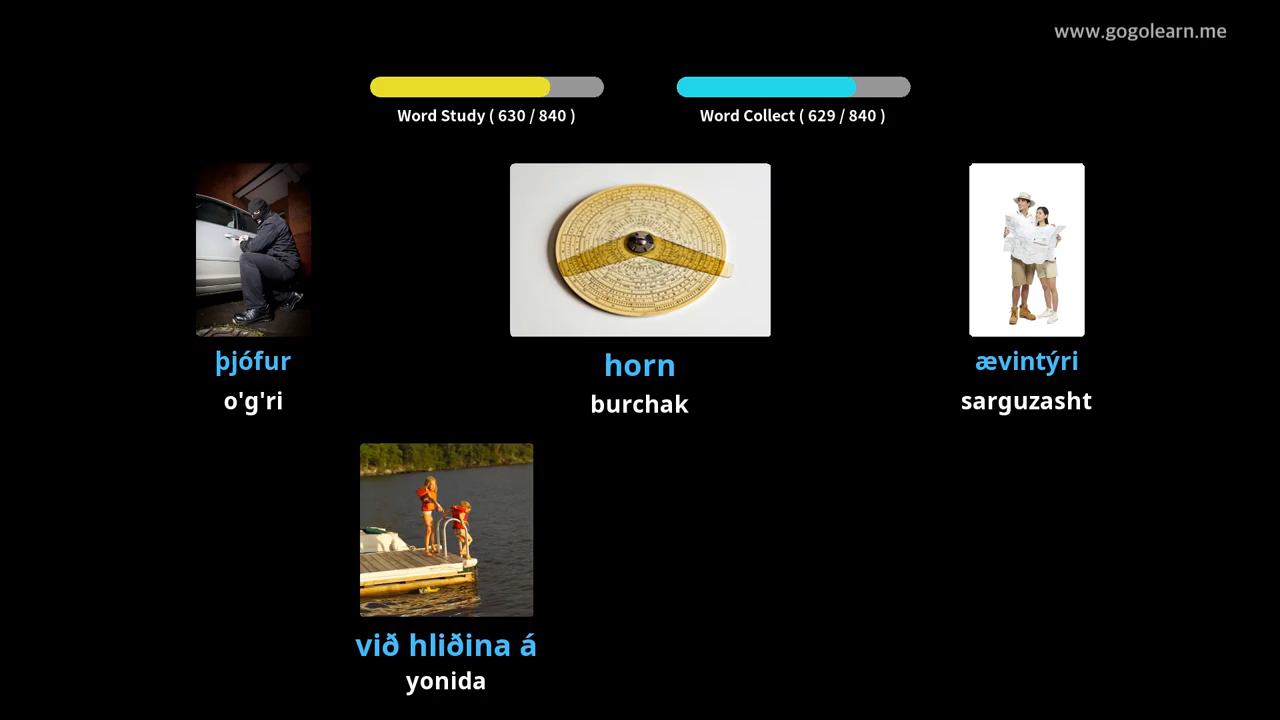 www.gogolearn.me
Word Study ( 630 / 840 )
Word Collect ( 629 / 840 )
þjófur
o'g'ri
horn
burchak
ævintýri
sarguzasht
við hliðina á
yonida